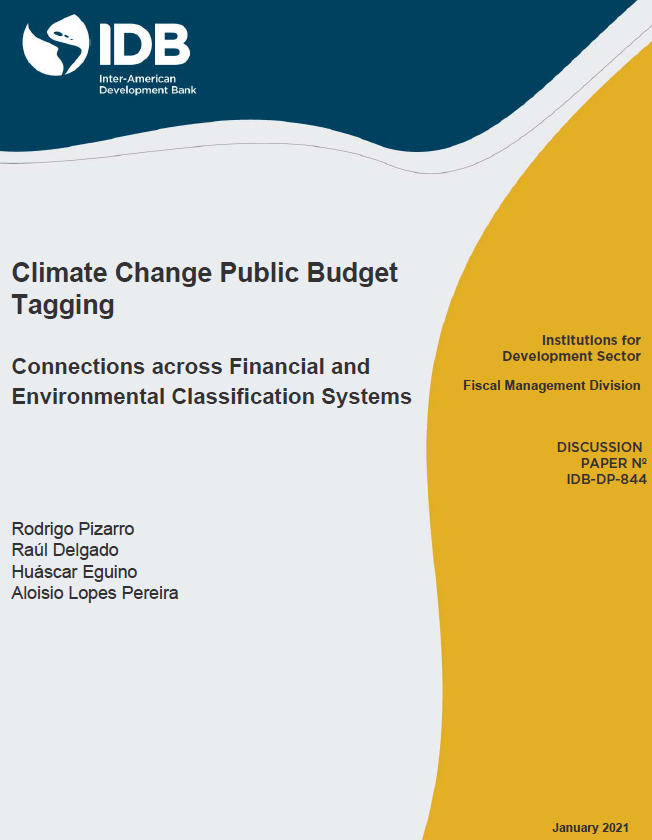 IDB
Inter-American
Development Bank
Climate Change Public Budget
Tagging
Connections across Financial and
Environmental Classification Systems
Institutions for
Development Sector
Fiscal Management Division
DISCUSSION
PAPER Nº
IDB-DP-844
Rodrigo Pizarro
Raúl Delgado
Huáscar Eguino
Aloisio Lopes Pereira
January 2021